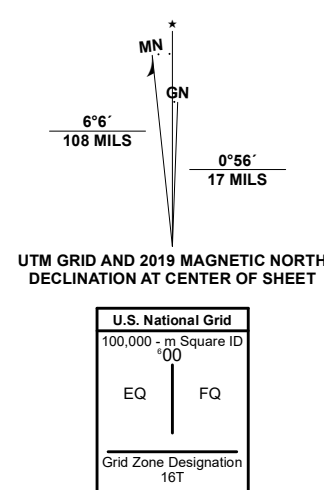 ★
MN
GN
6°6´
108 MILS
0°56´
17 MILS
UTM GRID AND 2019 MAGNETIC NORTH
DECLINATION AT CENTER OF SHEET
U.S. National Grid
100,000 - m Square ID
⁶00
EQ FQ
Grid Zone Designation
16T